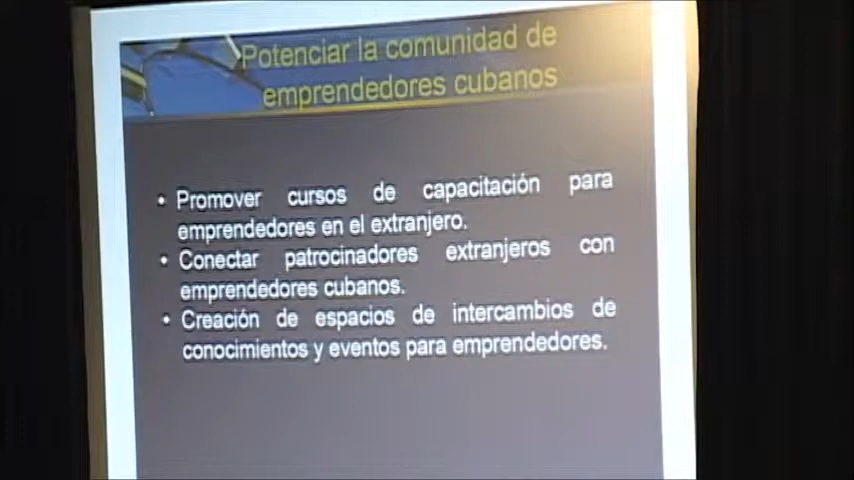 Potenciar la comunidad de
emprendedores cubanos
• Promover cursos de capacitación para
emprendedores en el extranjero.
• Conectar patrocinadores extranjeros con
emprendedores cubanos.
• Creación de espacios de intercambios de
conocimientos y eventos para emprendedores.